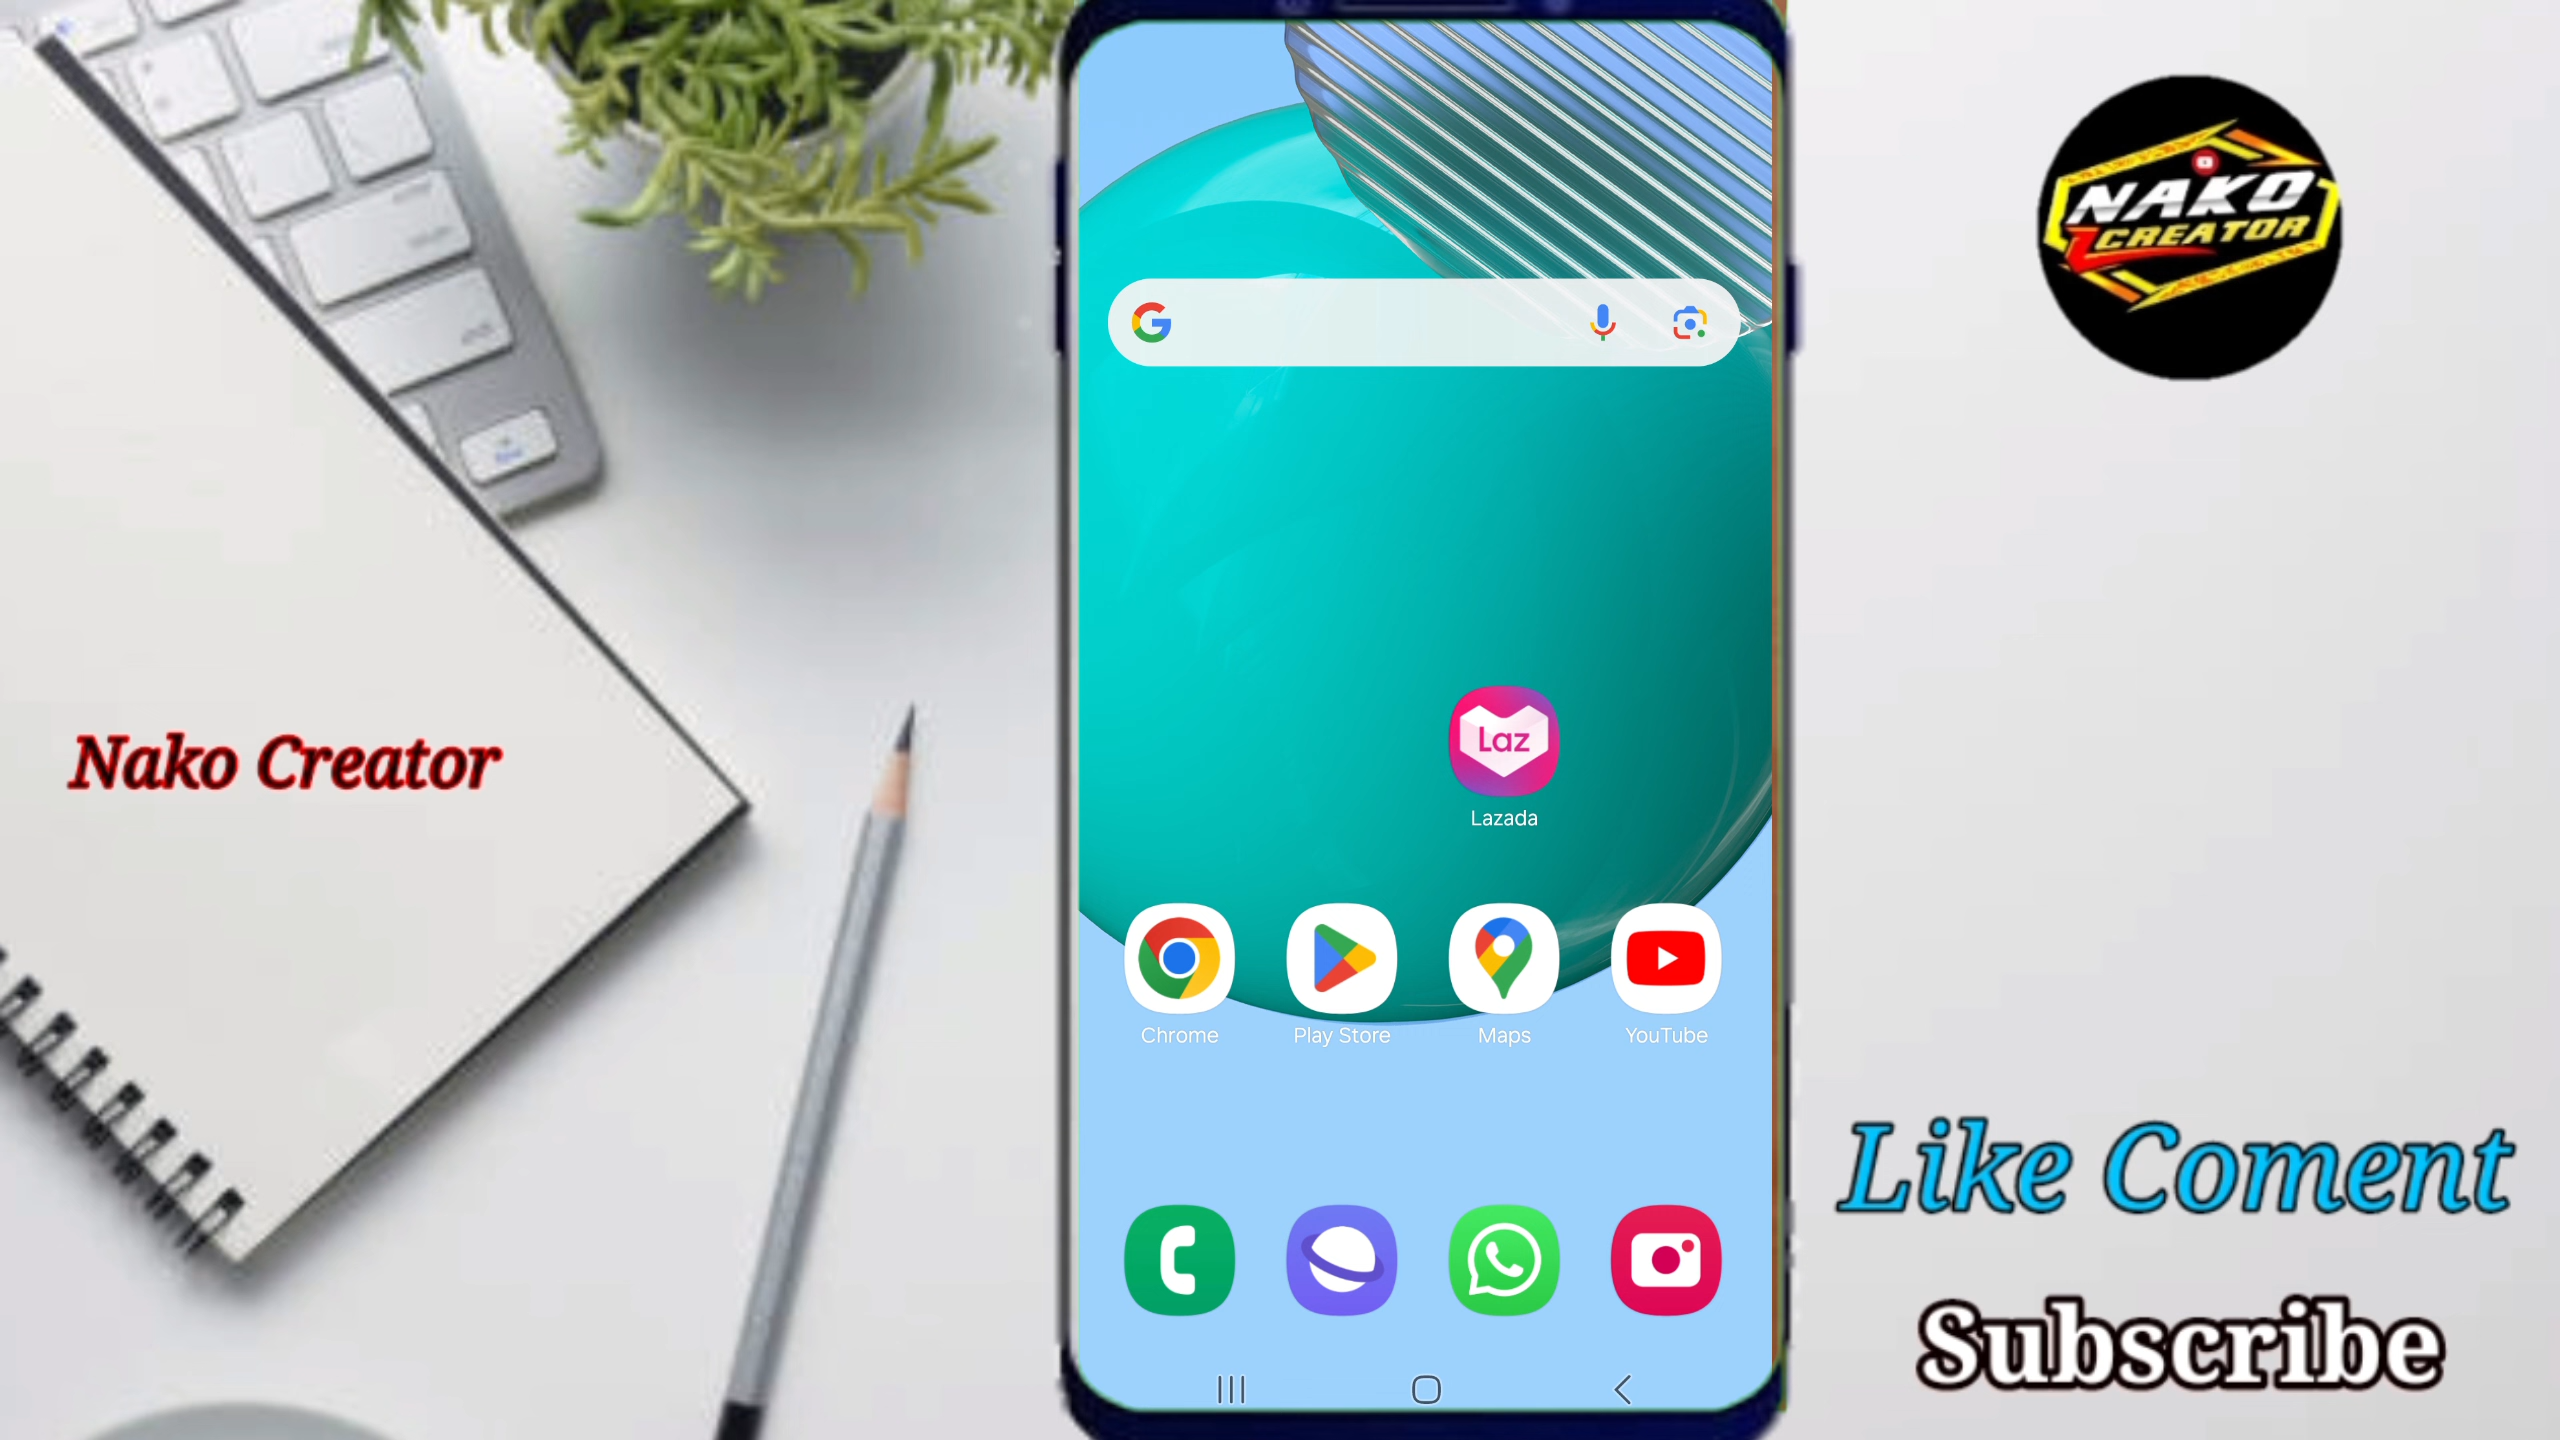 NAKO
CREATOR
Laz
Lazada
Nako Creator
Chrome
Play Store
Maps
YouTube
Like Coment
Subscribe